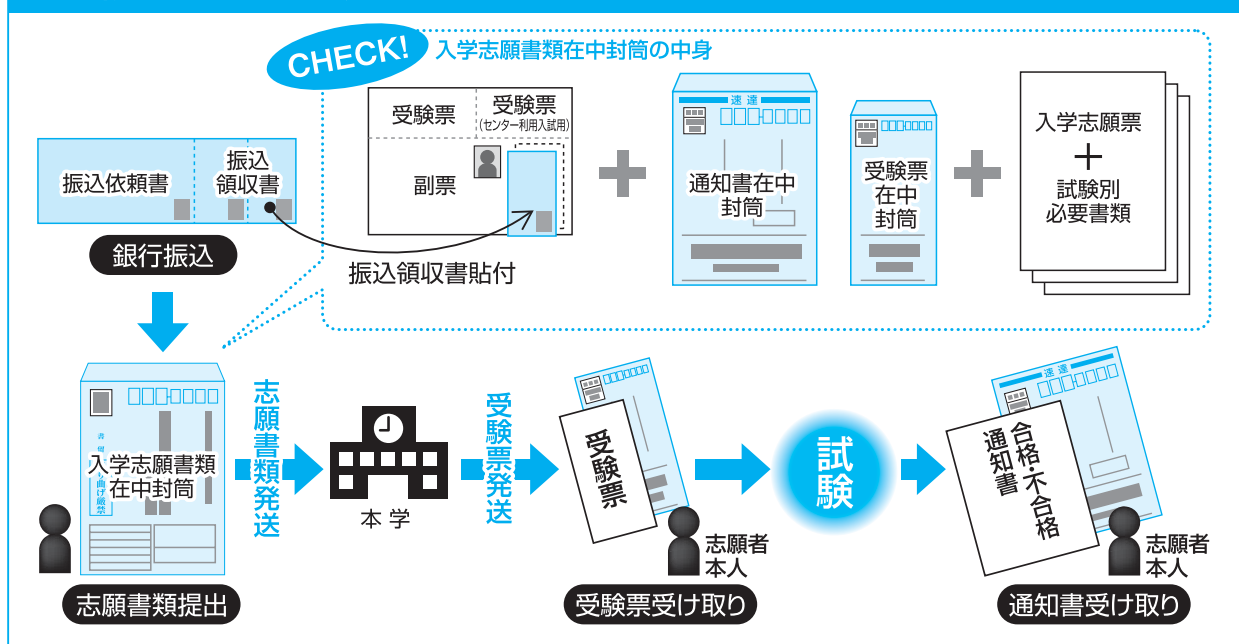 CHECK!
入学志願書類在中封筒の中身
振込依頼書
振込
領収書
銀行振込
受験票
受験票
(センター利用入試用)
副票
振込領収書貼付
速達
通知書在中
封筒
受験票
在中
封筒
入学志願票
+
試験別
必要書類
入学志願書類
在中封筒
志願書類提出
志願書類発送
本学
受験票発送
受験票
志願者
本人
受験票受け取り
試験
速達
合格・不合格
通知書
志願者
本人
通知書受け取り